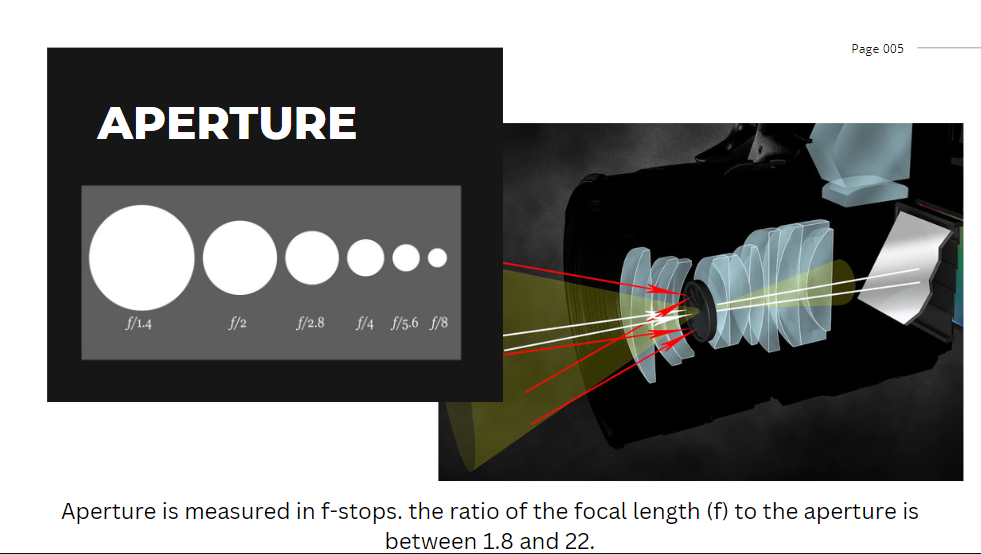 Page 005
APERTURE
f/1.4 f/2 f/2.8 f/4 f/5.6 f/8
Aperture is measured in f-stops. the ratio of the focal length (f) to the aperture is
between 1.8 and 22.